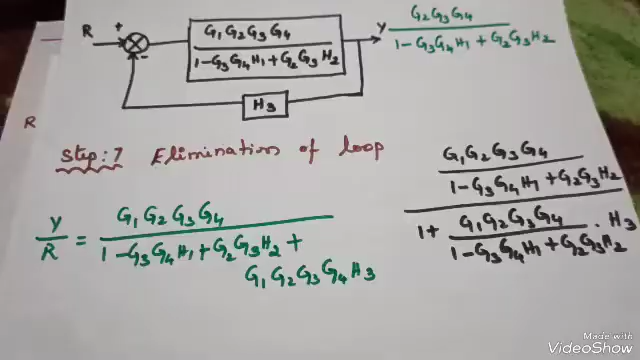 R + - G₁G₂G₃G₄ Y G₂G₃G₄
1-G₃G₄H₁+G₂G₃H₂ 1-G₃G₄H₁+G₂G₃H₂
H₃
R
Step:7 Elimination of loop
G₁G₂G₃G₄
1-G₃G₄H₁+G₂G₃H₂
1+ G₁G₂G₃G₄ . H₃
1-G₃G₄H₁+G₂G₃H₂
Y/R = G₁G₂G₃G₄
1-G₃G₄H₁+G₂G₃H₂+
G₁G₂G₃G₄H₃
Made with
VideoShow